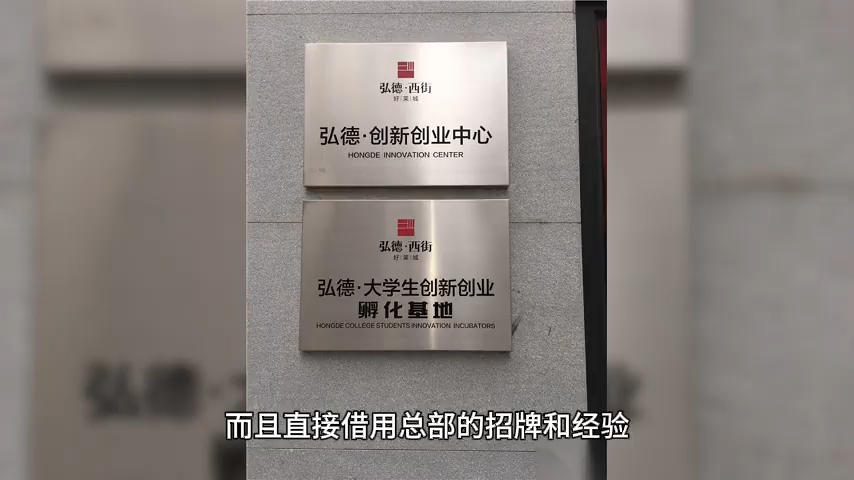 弘德·西街
好|莱|城
弘德·创新创业中心
HONGDE INNOVATION CENTER
弘德·西街
好|莱|城
弘德·大学生创新创业
孵化基地
HONGDE COLLEGE STUDENTS INNOVATION INCUBATORS
而且直接借用总部的招牌和经验